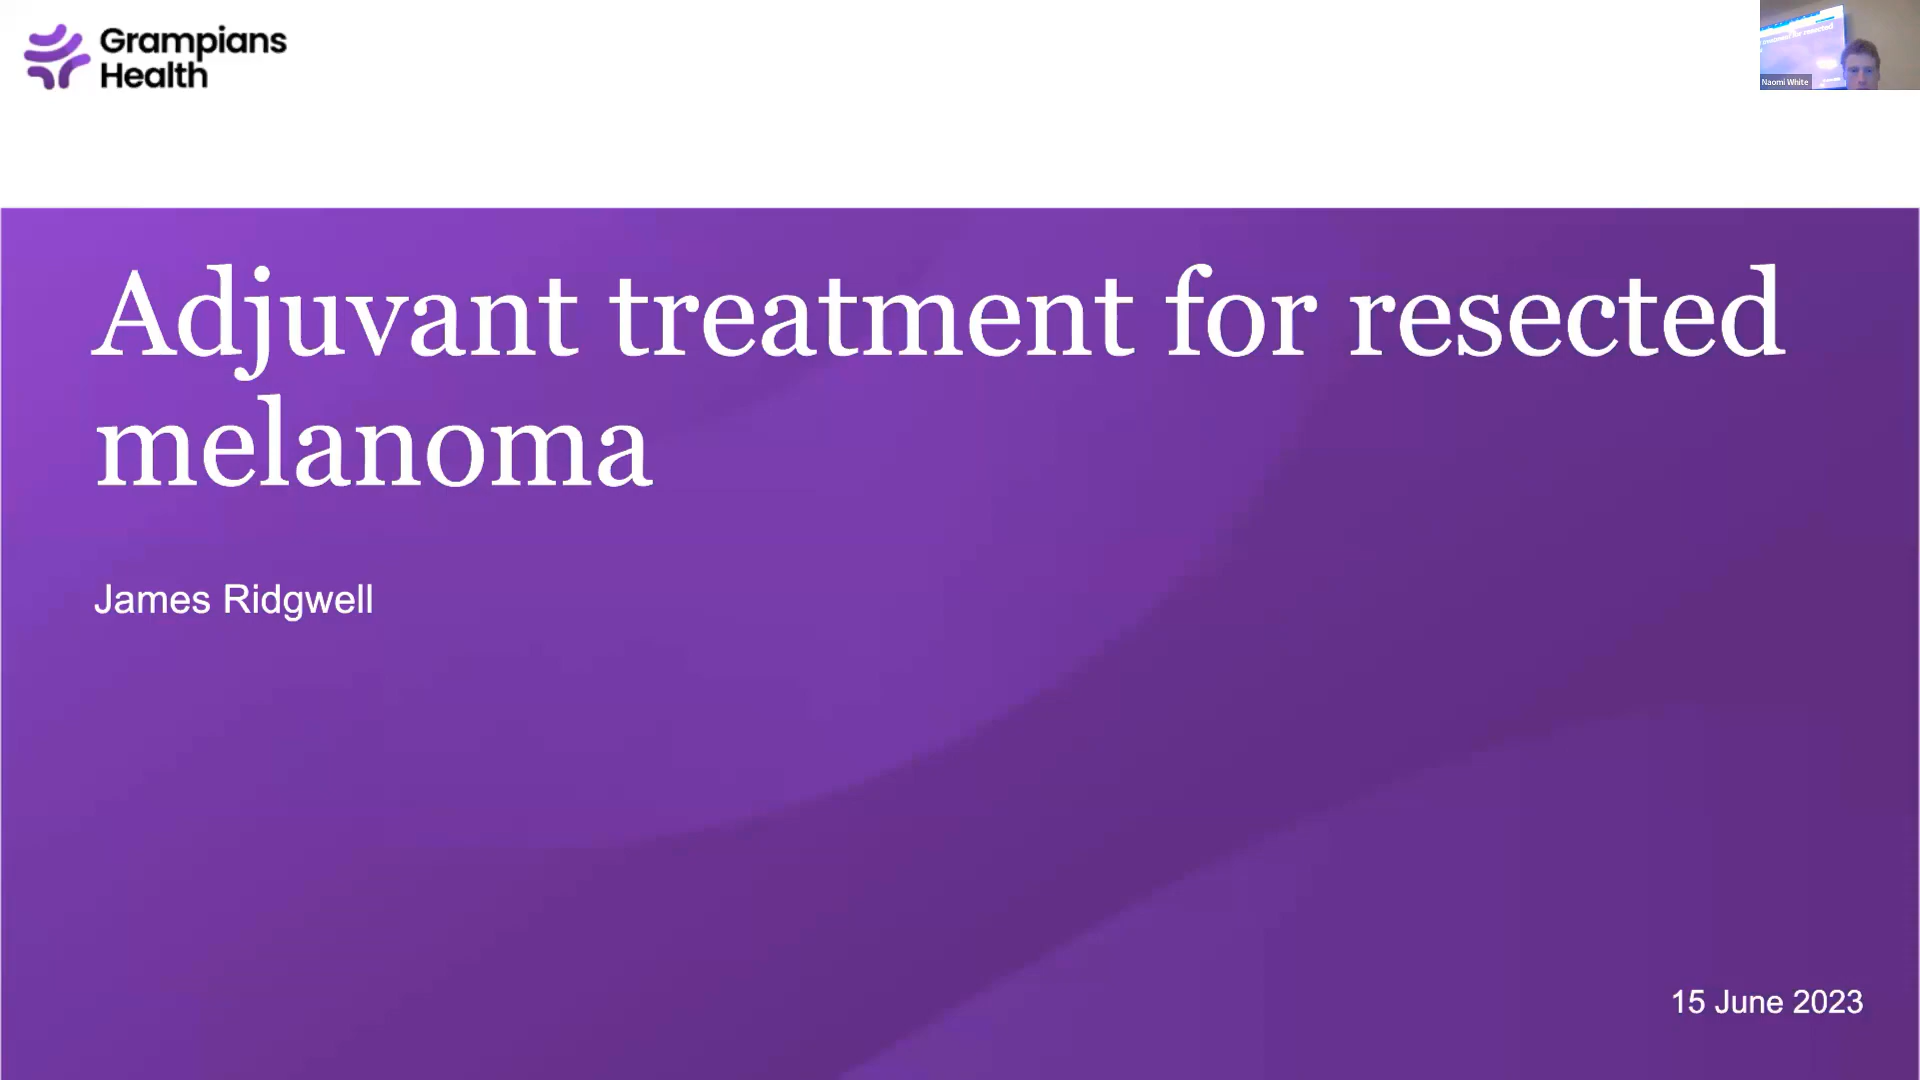 Grampians
Health
Naomi White
Adjuvant treatment for resected
melanoma
James Ridgwell
15 June 2023